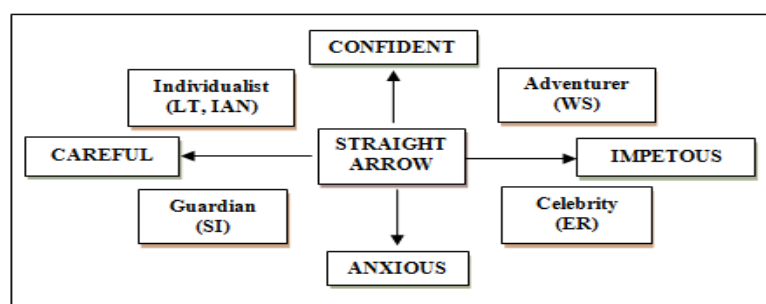 CONFIDENT
Individualist
(LT, IAN)
Adventurer
(WS)
CAREFUL
STRAIGHT
ARROW
IMPETOUS
Guardian
(SI)
Celebrity
(ER)
ANXIOUS